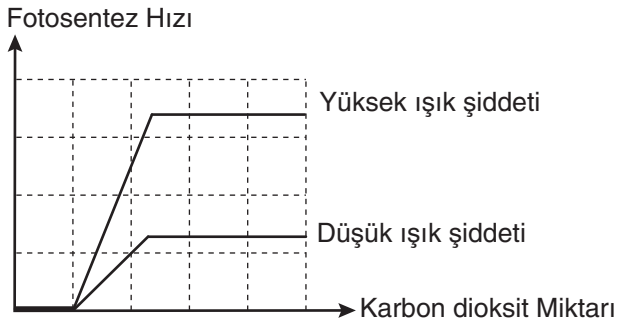 Fotosentez Hızı
Yüksek ışık şiddeti
Düşük ışık şiddeti
Karbon dioksit Miktarı